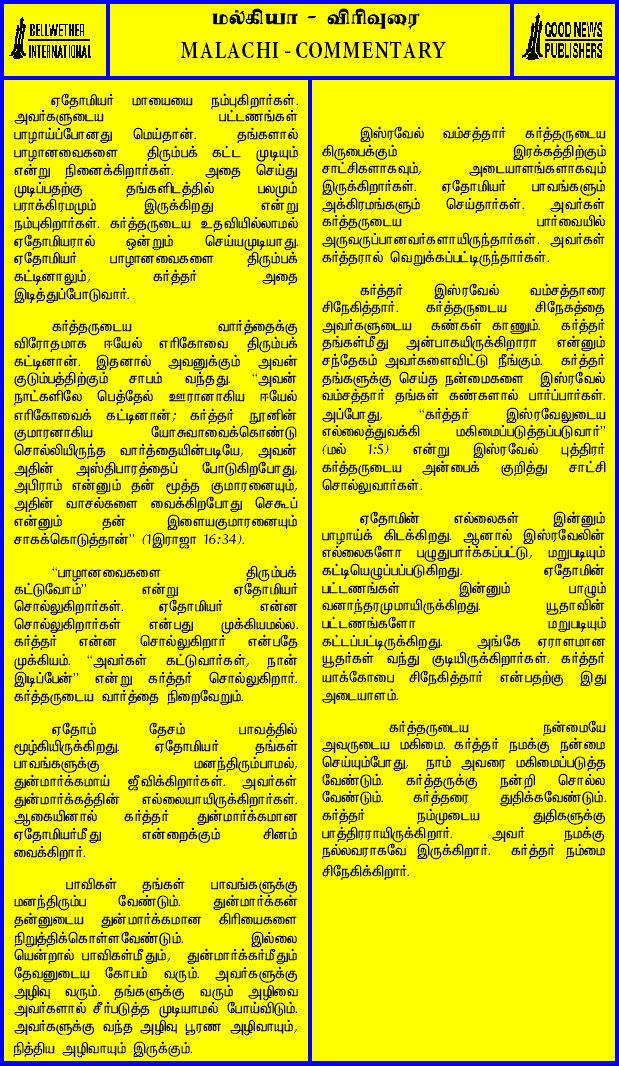 BELLWETHER
INTERNATIONAL
மல்கியா - விரிவுரை
MALACHI - COMMENTARY
GOOD NEWS
PUBLISHERS
ஏதோமியர் மாயையை நம்புகிறார்கள்.
அவர்களுடைய பட்டணங்கள்
பாழாய்ப்போனது மெய்தான். தங்களால்
பாழானவைகளை திரும்பக் கட்ட முடியும்
என்று நினைக்கிறார்கள். அதை செய்து
முடிப்பதற்கு தங்களிடத்தில் பலமும்
பராக்கிரமமும் இருக்கிறது என்று
நம்புகிறார்கள். கர்த்தருடைய உதவியில்லாமல்
ஏதோமியரால் ஒன்றும் செய்யமுடியாது.
ஏதோமியர் பாழானவைகளை திரும்பக்
கட்டினாலும், கர்த்தர் அதை
இடித்துப்போடுவார்.
கர்த்தருடைய வார்த்தைக்கு
விரோதமாக ஈயேல் எரிகோவை திரும்பக்
கட்டினான். இதனால் அவனுக்கும் அவன்
குடும்பத்திற்கும் சாபம் வந்தது. “அவன்
நாட்களிலே பெத்தேல் ஊரானாகிய ஈயேல்
எரிகோவைக் கட்டினான்; கர்த்தர் நூனின்
குமாரனாகிய யோசுவாவைக்கொண்டு
சொல்லியிருந்த வார்த்தையின்படியே, அவன்
அதின் அஸ்திபாரத்தைப் போடுகிறபோது,
அபிராம் என்னும் தன் மூத்த குமாரனையும்,
அதின் வாசல்களை வைக்கிறபோது செகூப்
என்னும் தன் இளையகுமாரனையும்
சாகக்கொடுத்தான்” (1இராஜா 16:34).
“பாழானவைகளை திரும்பக்
கட்டுவோம்” என்று ஏதோமியர்
சொல்லுகிறார்கள். ஏதோமியர் என்ன
சொல்லுகிறார்கள் என்பது முக்கியமல்ல.
கர்த்தர் என்ன சொல்லுகிறார் என்பதே
முக்கியம். “அவர்கள் கட்டுவார்கள், நான்
இடிப்பேன்” என்று கர்த்தர் சொல்லுகிறார்.
கர்த்தருடைய வார்த்தை நிறைவேறும்.
ஏதோம் தேசம் பாவத்தில்
மூழ்கியிருக்கிறது. ஏதோமியர் தங்கள்
பாவங்களுக்கு மனந்திரும்பாமல்,
துன்மார்க்கமாய் ஜீவிக்கிறார்கள். அவர்கள்
துன்மார்க்கத்தின் எல்லையாயிருக்கிறார்கள்.
ஆகையினால் கர்த்தர் துன்மார்க்கமான
ஏதோமியர்மீது என்றைக்கும் சினம்
வைக்கிறார்.
பாவிகள் தங்கள் பாவங்களுக்கு
மனந்திரும்ப வேண்டும். துன்மார்க்கன்
தன்னுடைய துன்மார்க்கமான கிரியைகளை
நிறுத்திக்கொள்ளவேண்டும். இல்லை
யென்றால் பாவிகள்மீதும், துன்மார்க்கர்மீதும்
தேவனுடைய கோபம் வரும். அவர்களுக்கு
அழிவு வரும். தங்களுக்கு வரும் அழிவை
அவர்களால் சீர்படுத்த முடியாமல் போய்விடும்.
அவர்களுக்கு வந்த அழிவு பூரண அழிவாயும்,
நித்திய அழிவாயும் இருக்கும்.
இஸ்ரவேல் வம்சத்தார் கர்த்தருடைய
கிருபைக்கும் இரக்கத்திற்கும்
சாட்சிகளாகவும், அடையாளங்களாகவும்
இருக்கிறார்கள். ஏதோமியர் பாவங்களும்
அக்கிரமங்களும் செய்தார்கள். அவர்கள்
கர்த்தருடைய பார்வையில்
அருவருப்பானவர்களாயிருந்தார்கள். அவர்கள்
கர்த்தரால் வெறுக்கப்பட்டிருந்தார்கள்.
கர்த்தர் இஸ்ரவேல் வம்சத்தாரை
சிநேகித்தார். கர்த்தருடைய சிநேகத்தை
அவர்களுடைய கண்கள் காணும். கர்த்தர்
தங்கள்மீது அன்பாகயிருக்கிறாரா என்னும்
சந்தேகம் அவர்களைவிட்டு நீங்கும். கர்த்தர்
தங்களுக்கு செய்த நன்மைகளை இஸ்ரவேல்
வம்சத்தார் தங்கள் கண்களால் பார்ப்பார்கள்.
அப்போது, “கர்த்தர் இஸ்ரவேலுடைய
எல்லைதுவக்கி மகிமைப்படுத்தப்படுவார்”
(மல் 1:5) என்று இஸ்ரவேல் புத்திரர்
கர்த்தருடைய அன்பைக் குறித்து சாட்சி
சொல்லுவார்கள்.
ஏதோமின் எல்லைகள் இன்னும்
பாழாய்க் கிடக்கிறது. ஆனால் இஸ்ரவேலின்
எல்லைகளோ பழுதுபார்க்கப்பட்டு, மறுபடியும்
கட்டியெழுப்பப்படுகிறது. ஏதோமின்
பட்டணங்கள் இன்னும் பாழும்
வனாந்தரமுமாயிருக்கிறது. யூதாவின்
பட்டணங்களோ மறுபடியும்
கட்டப்பட்டிருக்கிறது. அங்கே ஏராளமான
யூதர்கள் வந்து குடியிருக்கிறார்கள். கர்த்தர்
யாக்கோபை சிநேகித்தார் என்பதற்கு இது
அடையாளம்.
கர்த்தருடைய நன்மையே
அவருடைய மகிமை. கர்த்தர் நமக்கு நன்மை
செய்யும்போது, நாம் அவரை மகிமைப்படுத்த
வேண்டும். கர்த்தருக்கு நன்றி சொல்ல
வேண்டும். கர்த்தரை துதிக்கவேண்டும்.
கர்த்தர் நம்முடைய துதிகளுக்கு
பாத்திரராயிருக்கிறார். அவர் நமக்கு
நல்லவராகவே இருக்கிறார். கர்த்தர் நம்மை
சிநேகிக்கிறார்.